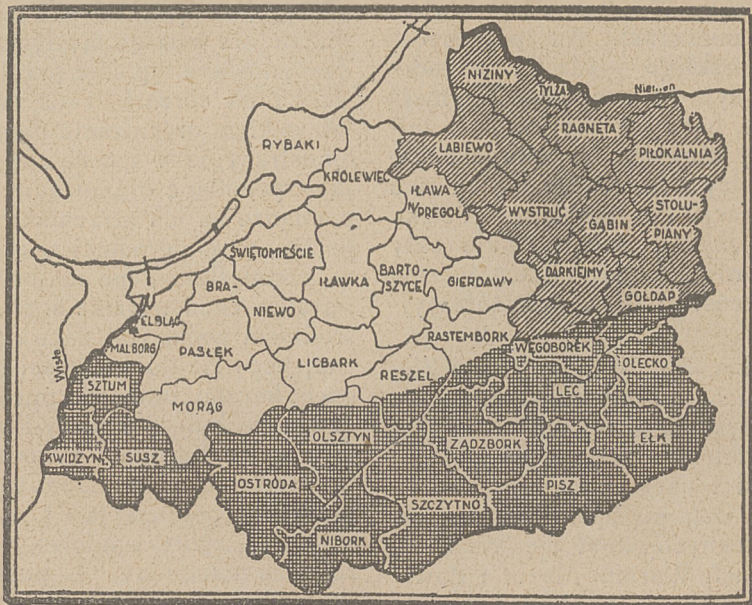 NIZINY
TYLŻA
Niemen
RAGNETA
PIŁOKALNIA
LABIEWO
RYBAKI
KRÓLEWIEC
IŁAWA
N/PREGOŁĄ
WYSTRUĆ
GĄBIN
STOŁU-
PIANY
ŚWIĘTOMIEŚCIE
IŁAWKA
BARTO-
SZYCE
GIERDAWY
DARKIEJMY
GOŁDAP
BRA-
NIEWO
ELBLĄG
MALBORG
PASŁĘK
LICBARK
RASTEMBORK
RESZEL
WĘGOBOREK
OLECKO
Wisła
SZTUM
MORĄG
LEC
KWIDZYN
SUSZ
OLSZTYN
ZĄDZBORK
EŁK
OSTRÓDA
SZCZYTNO
PISZ
NIBORK